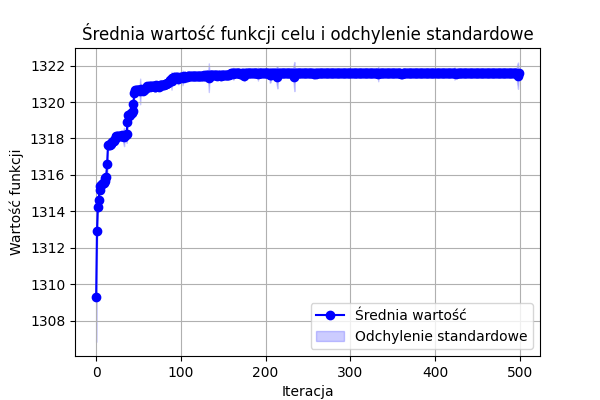 Średnia wartość funkcji celu i odchylenie standardowe
Wartość funkcji
1322
1320
1318
1316
1314
1312
1310
1308
0 100 200 300 400 500
Iteracja
Średnia wartość
Odchylenie standardowe